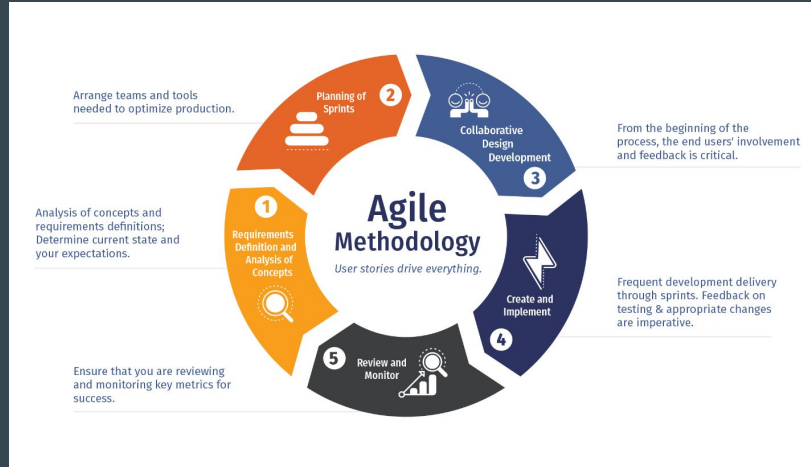 Agile
Methodology
User stories drive everything.
1
Requirements
Definition and
Analysis of
Concepts
Analysis of concepts and
requirements definitions;
Determine current state and
your expectations.
2
Planning of
Sprints
Arrange teams and tools
needed to optimize production.
Collaborative
Design
Development
3
From the beginning of the
process, the end users' involvement
and feedback is critical.
Create and
Implement
4
Frequent development delivery
through sprints. Feedback on
testing & appropriate changes
are imperative.
5
Review and
Monitor
Ensure that you are reviewing
and monitoring key metrics for
success.